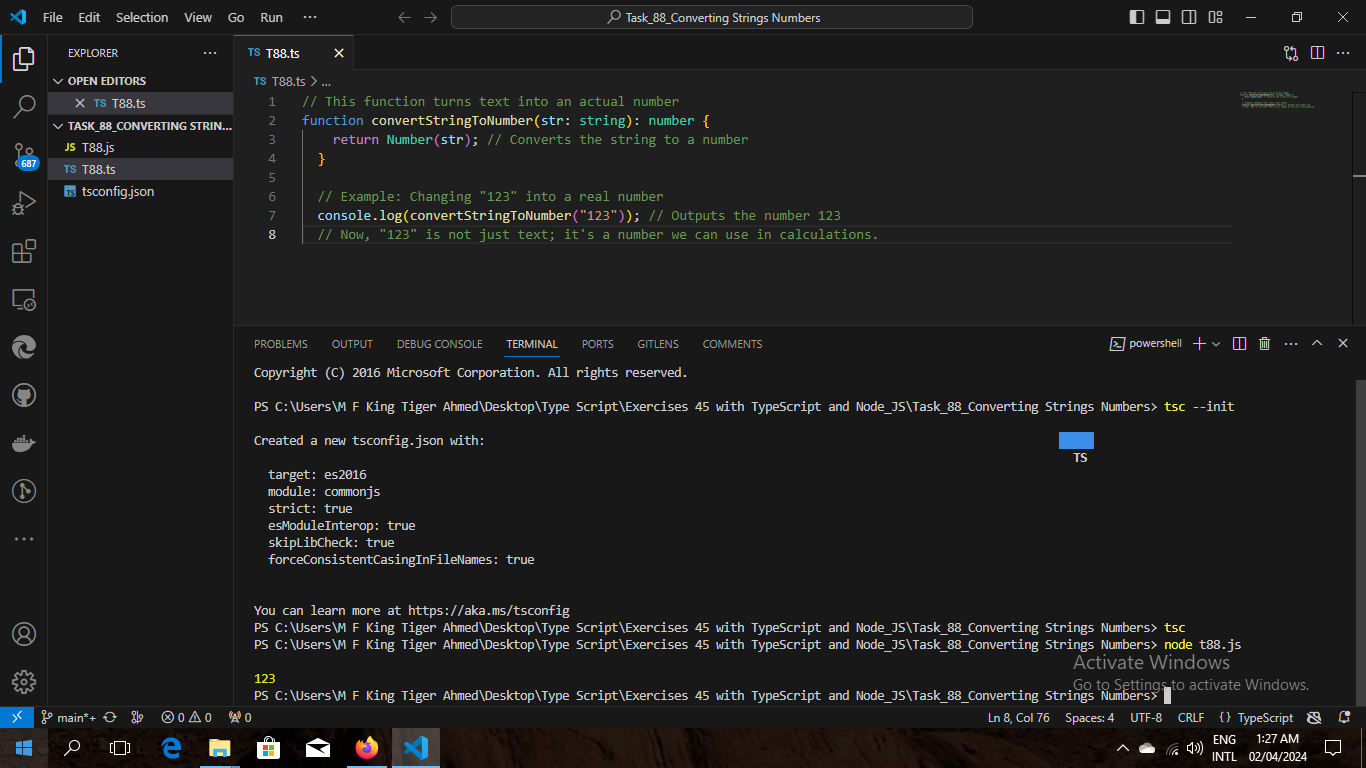 File Edit Selection View Go Run ··· Task_88_Converting Strings Numbers
EXPLORER ···
OPEN EDITORS
TS T88.ts
TASK_88_CONVERTING STRIN...
JS T88.js
TS T88.ts
TS tsconfig.json
687
TS T88.ts
TS T88.ts > ...
1 // This function turns text into an actual number
2 function convertStringToNumber(str: string): number {
3 return Number(str); // Converts the string to a number
4 }
5
6 // Example: Changing "123" into a real number
7 console.log(convertStringToNumber("123")); // Outputs the number 123
8 // Now, "123" is not just text; it's a number we can use in calculations.
PROBLEMS OUTPUT DEBUG CONSOLE TERMINAL PORTS GITLENS COMMENTS powershell
Copyright (C) 2016 Microsoft Corporation. All rights reserved.
PS C:\Users\M F King Tiger Ahmed\Desktop\Type Script\Exercises 45 with TypeScript and Node_JS\Task_88_Converting Strings Numbers> tsc --init
Created a new tsconfig.json with:
TS
target: es2016
module: commonjs
strict: true
esModuleInterop: true
skipLibCheck: true
forceConsistentCasingInFileNames: true
You can learn more at https://aka.ms/tsconfig
PS C:\Users\M F King Tiger Ahmed\Desktop\Type Script\Exercises 45 with TypeScript and Node_JS\Task_88_Converting Strings Numbers> tsc
PS C:\Users\M F King Tiger Ahmed\Desktop\Type Script\Exercises 45 with TypeScript and Node_JS\Task_88_Converting Strings Numbers> node t88.js
123
PS C:\Users\M F King Tiger Ahmed\Desktop\Type Script\Exercises 45 with TypeScript and Node_JS\Task_88_Converting Strings Numbers>
Activate Windows
Go to Settings to activate Windows.
main*+ 0 0 0 Ln 8, Col 76 Spaces: 4 UTF-8 CRLF {} TypeScript
ENG
INTL
1:27 AM
02/04/2024